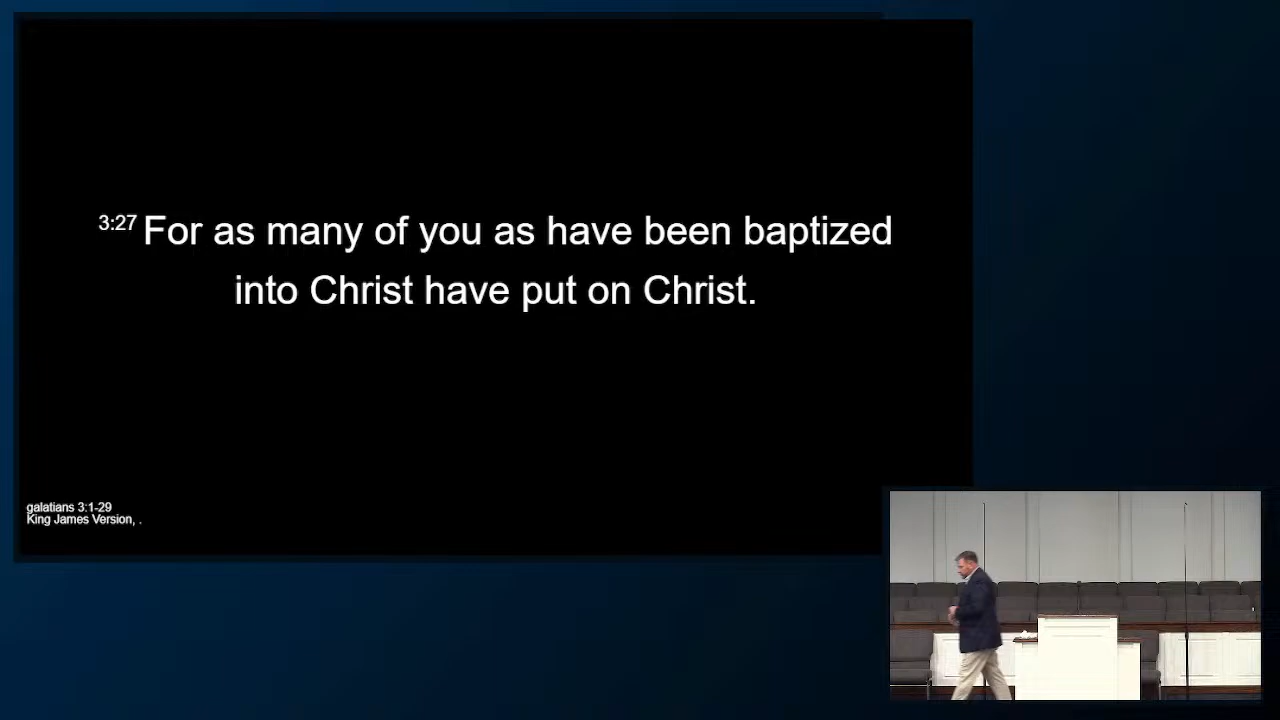 3:27 For as many of you as have been baptized
into Christ have put on Christ.
galatians 3:1-29
King James Version, .